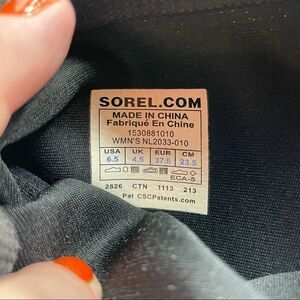 SOREL.COM
MADE IN CHINA
Fabriqué En Chine
1530881010
WMN'S NL2033-010
USA UK EUR CM
6.5 4.5 37.5 23.5
ECA-5
2826 CTN 1113 213
Pat CSCPatents.com